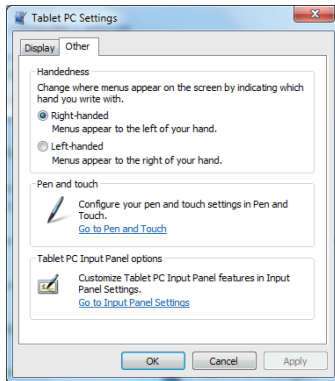 Tablet PC Settings
Display Other
Handedness
Change where menus appear on the screen by indicating which
hand you write with.
Right-handed
Menus appear to the left of your hand.
Left-handed
Menus appear to the right of your hand.
Pen and touch
Configure your pen and touch settings in Pen and
Touch.
Go to Pen and Touch
Tablet PC Input Panel options
Customize Tablet PC Input Panel features in Input
Panel Settings.
Go to Input Panel Settings
OK Cancel Apply